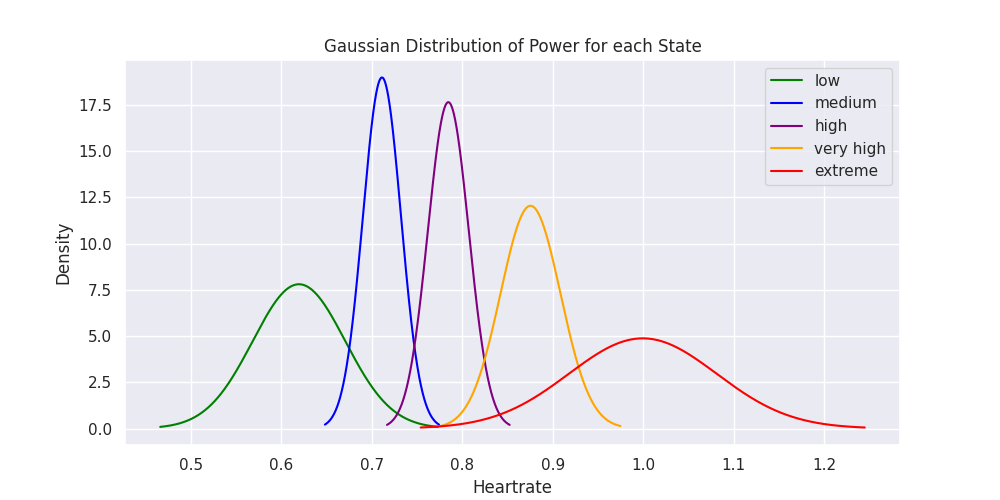 Gaussian Distribution of Power for each State
low
medium
high
very high
extreme
17.5
15.0
12.5
10.0
7.5
5.0
2.5
0.0
Density
0.5 0.6 0.7 0.8 0.9 1.0 1.1 1.2
Heartrate